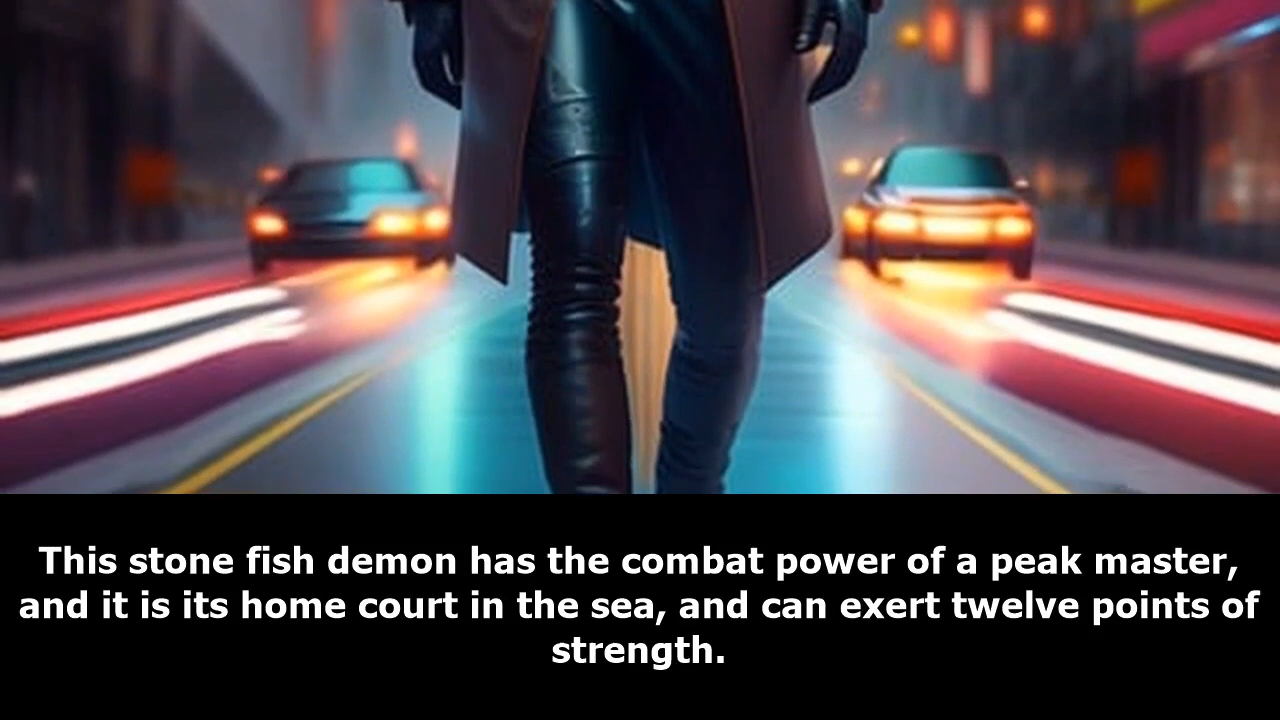 This stone fish demon has the combat power of a peak master,
and it is its home court in the sea, and can exert twelve points of
strength.